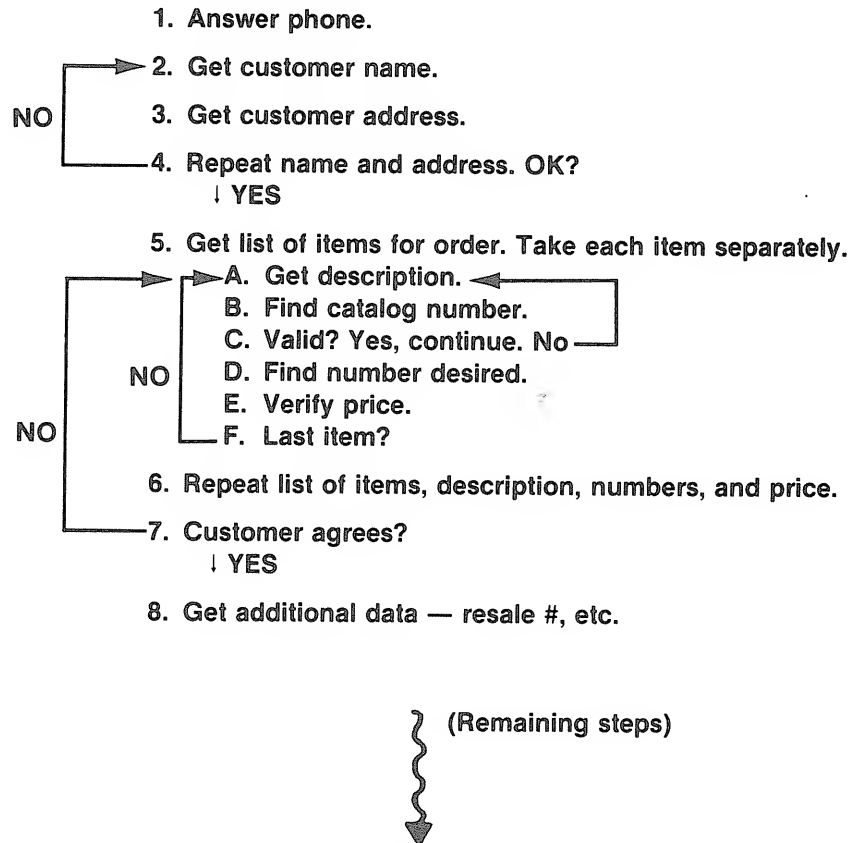 1. Answer phone.
2. Get customer name.
NO
3. Get customer address.
4. Repeat name and address. OK?
↓ YES
5. Get list of items for order. Take each item separately.
A. Get description.
B. Find catalog number.
C. Valid? Yes, continue. No
NO
D. Find number desired.
E. Verify price.
NO
F. Last item?
6. Repeat list of items, description, numbers, and price.
7. Customer agrees?
↓ YES
8. Get additional data — resale #, etc.
(Remaining steps)